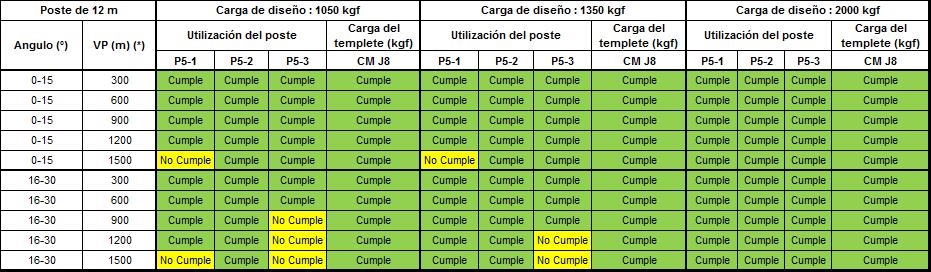 Poste de 12 m Carga de diseño : 1050 kgf Carga de diseño : 1350 kgf Carga de diseño : 2000 kgf
Angulo (°) VP (m) (*) Utilización del poste Carga del templete (kgf) Utilización del poste Carga del templete (kgf) Utilización del poste Carga del templete (kgf)
P5-1 P5-2 P5-3 CM J8 P5-1 P5-2 P5-3 CM J8 P5-1 P5-2 P5-3 CM J8
0-15 300 Cumple Cumple Cumple Cumple Cumple Cumple Cumple Cumple Cumple Cumple Cumple Cumple
0-15 600 Cumple Cumple Cumple Cumple Cumple Cumple Cumple Cumple Cumple Cumple Cumple Cumple
0-15 900 Cumple Cumple Cumple Cumple Cumple Cumple Cumple Cumple Cumple Cumple Cumple Cumple
0-15 1200 Cumple Cumple Cumple Cumple Cumple Cumple Cumple Cumple Cumple Cumple Cumple Cumple
0-15 1500 No Cumple Cumple Cumple Cumple No Cumple Cumple Cumple Cumple Cumple Cumple Cumple Cumple
16-30 300 Cumple Cumple Cumple Cumple Cumple Cumple Cumple Cumple Cumple Cumple Cumple Cumple
16-30 600 Cumple Cumple Cumple Cumple Cumple Cumple Cumple Cumple Cumple Cumple Cumple Cumple
16-30 900 Cumple Cumple No Cumple Cumple Cumple Cumple Cumple Cumple Cumple Cumple Cumple Cumple
16-30 1200 Cumple Cumple No Cumple Cumple Cumple Cumple No Cumple Cumple Cumple Cumple Cumple Cumple
16-30 1500 No Cumple Cumple No Cumple Cumple Cumple Cumple No Cumple Cumple Cumple Cumple Cumple Cumple